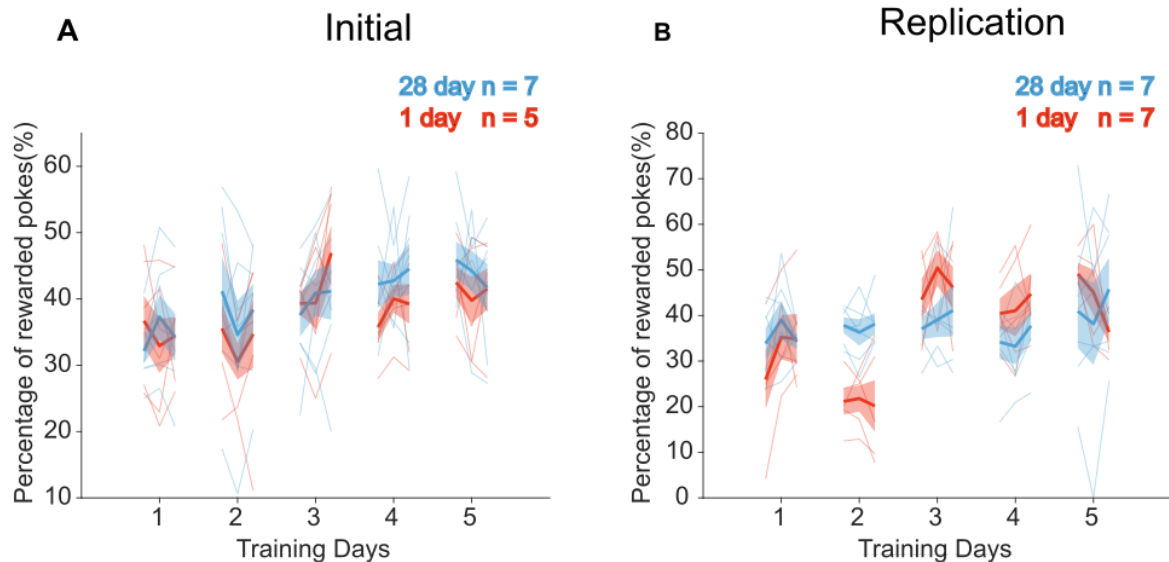 A
Initial
28 day n = 7
1 day n = 5
Percentage of rewarded pokes(%)
60
50
40
30
20
10
1 2 3 4 5
Training Days
B
Replication
28 day n = 7
1 day n = 7
Percentage of rewarded pokes(%)
80
70
60
50
40
30
20
10
0
1 2 3 4 5
Training Days